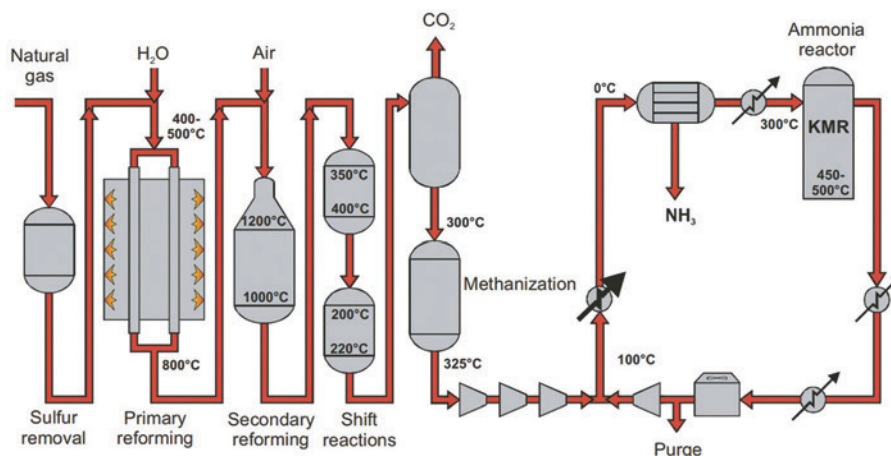 Natural
gas
H₂O
Air
CO₂
Ammonia
reactor
400-
500°C
0°C
300°C
KMR
450-
500°C
350°C
400°C
1200°C
1000°C
300°C
NH₃
Methanization
200°C
220°C
800°C
325°C
100°C
Sulfur
removal
Primary
reforming
Secondary
reforming
Shift
reactions
Purge